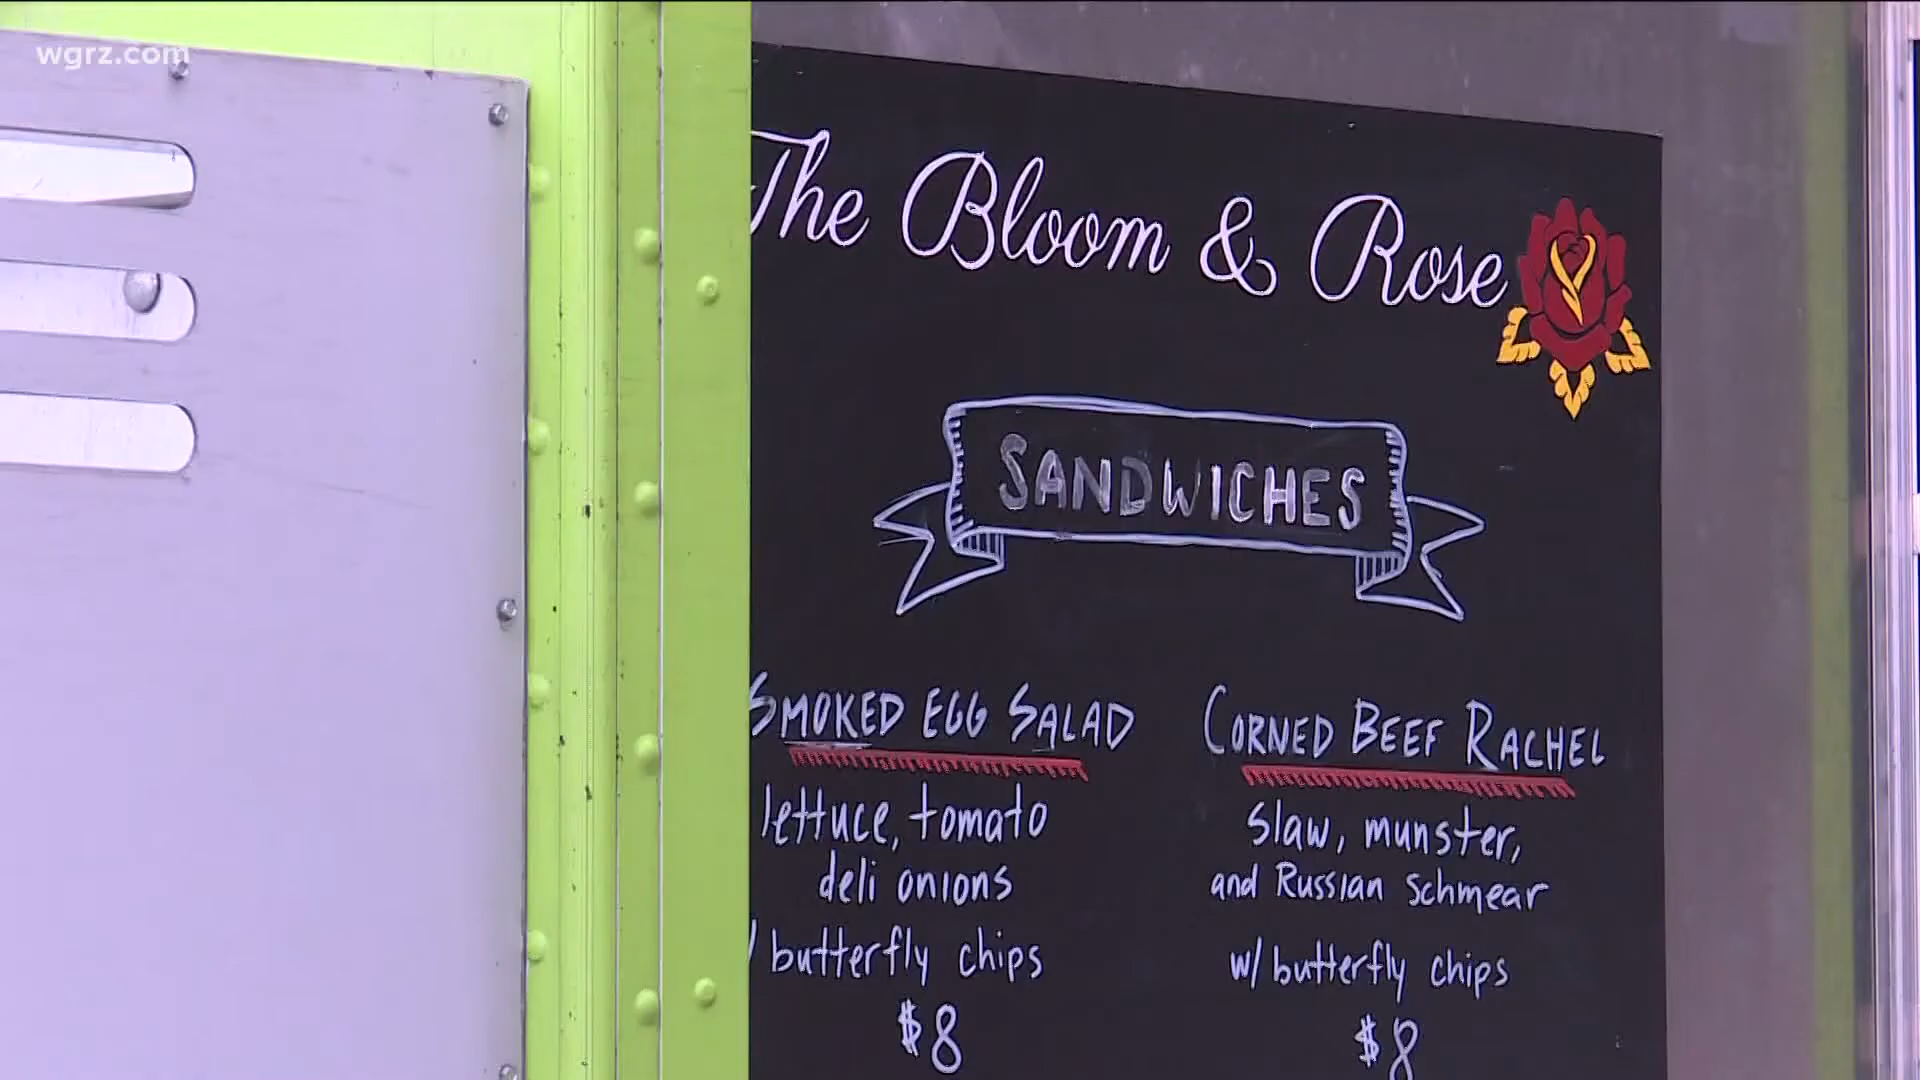 wgrz.com
The Bloom & Rose
SANDWICHES
SMOKED EGG SALAD
lettuce, tomato
deli onions
/ butterfly chips
$8
CORNED BEEF RACHEL
Slaw, munster,
and Russian Schmear
w/ butterfly chips
$8